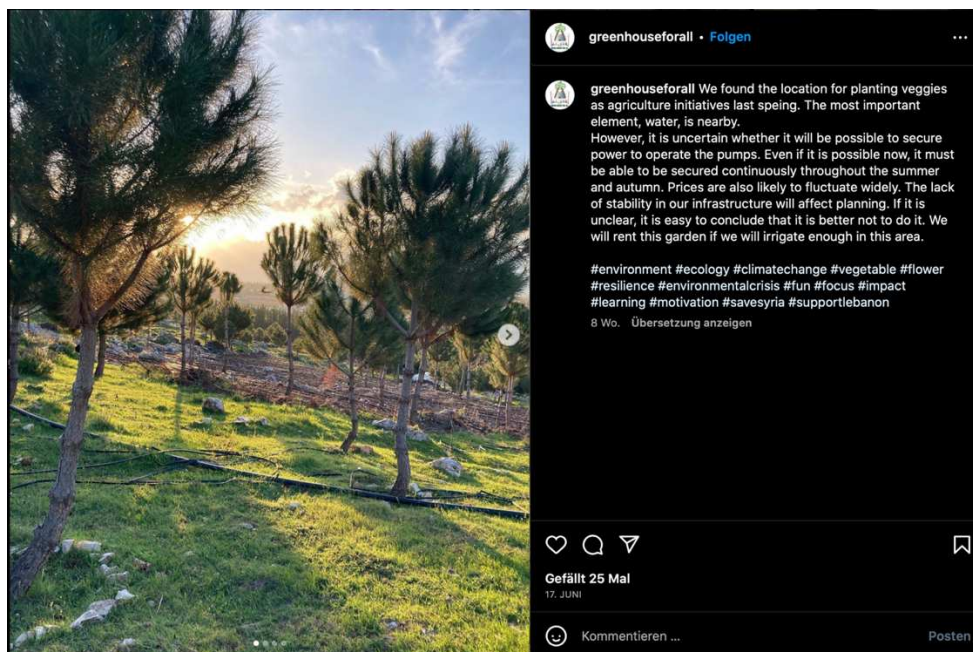 greenhouseforall • Folgen
greenhouseforall We found the location for planting veggies
as agriculture initiatives last speing. The most important
element, water, is nearby.
However, it is uncertain whether it will be possible to secure
power to operate the pumps. Even if it is possible now, it must
be able to be secured continuously throughout the summer
and autumn. Prices are also likely to fluctuate widely. The lack
of stability in our infrastructure will affect planning. If it is
unclear, it is easy to conclude that it is better not to do it. We
will rent this garden if we will irrigate enough in this area.
#environment #ecology #climatechange #vegetable #flower
#resilience #environmentalcrisis #fun #focus #impact
#learning #motivation #savesyria #supportlebanon
8 Wo. Übersetzung anzeigen
Gefällt 25 Mal
17. JUNI
Kommentieren ... Posten